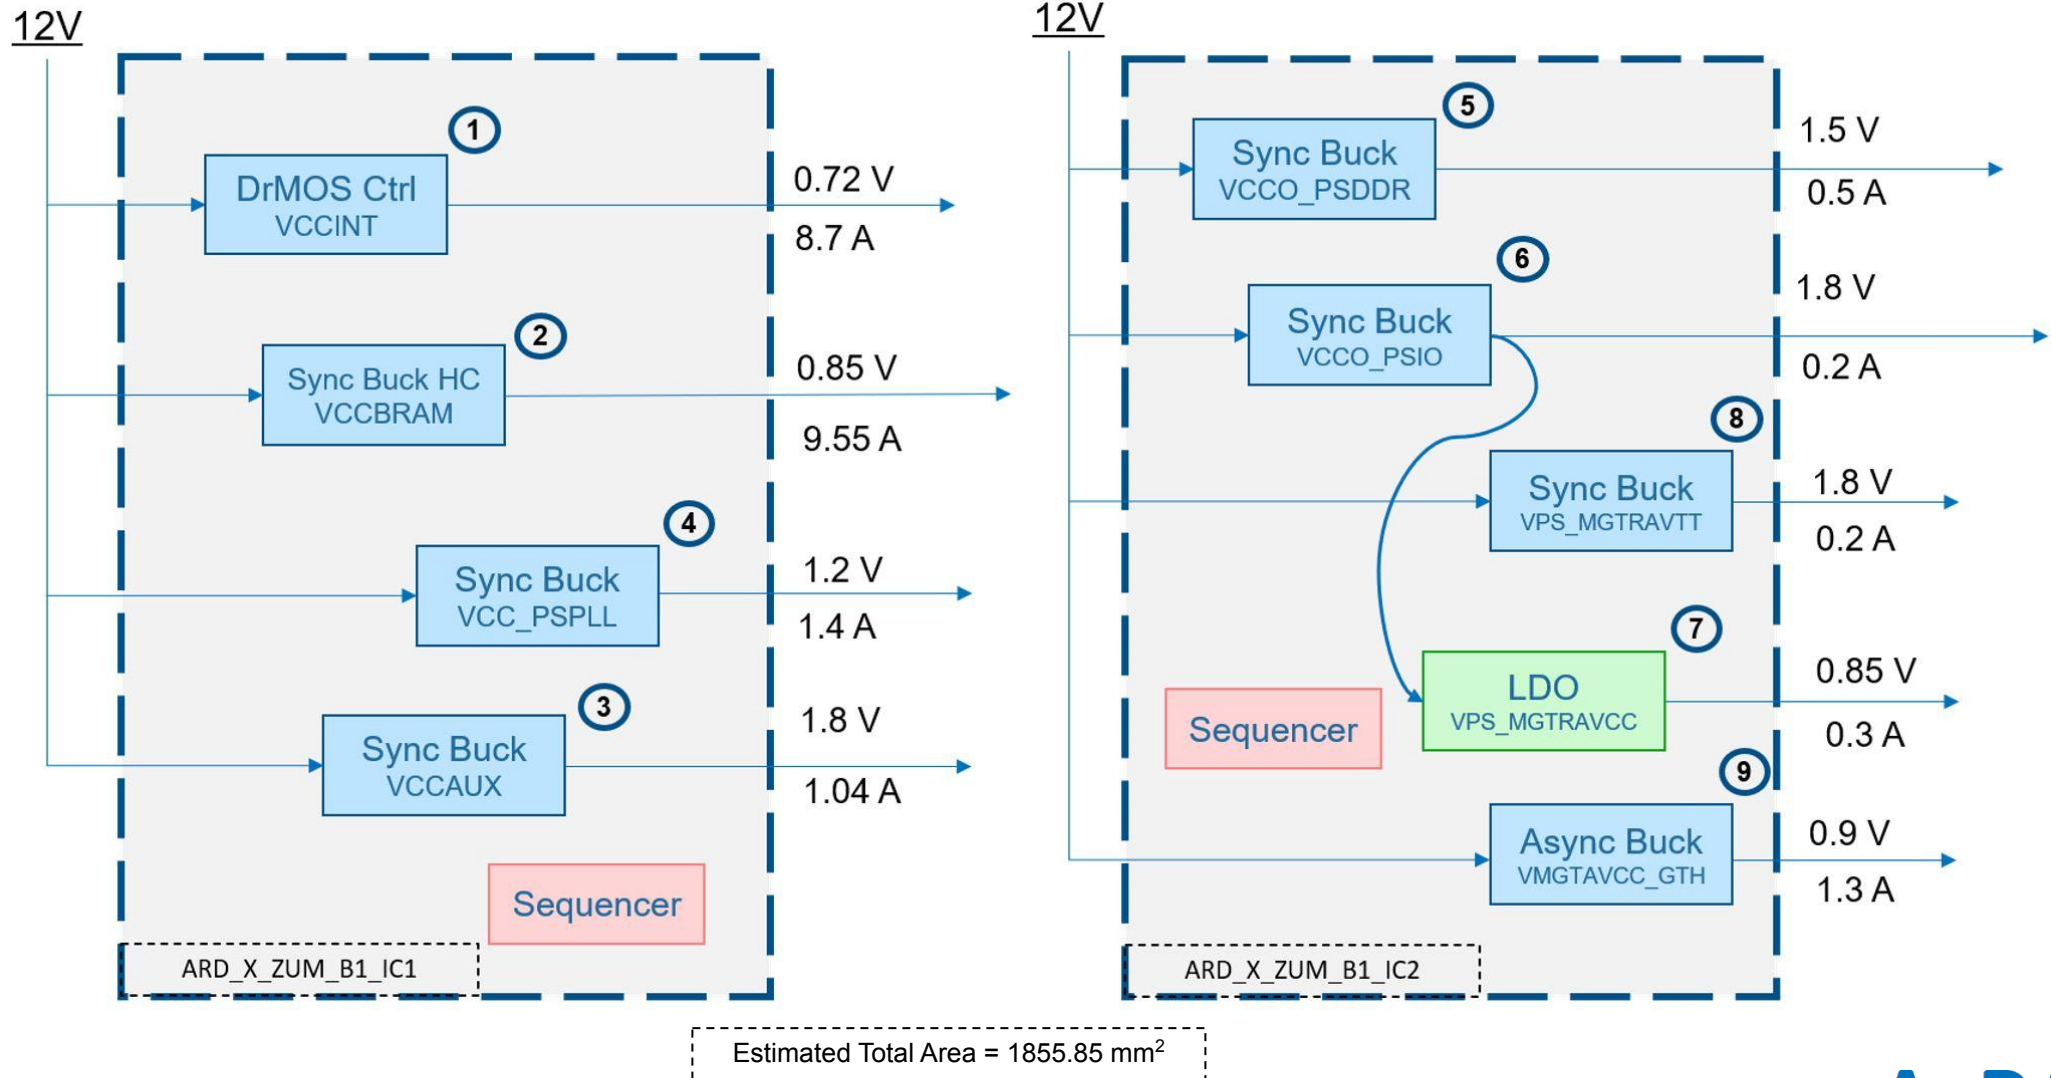 12V
1
DrMOS Ctrl
VCCINT
0.72 V
8.7 A
2
Sync Buck HC
VCCBRAM
0.85 V
9.55 A
4
Sync Buck
VCC_PSPLL
1.2 V
1.4 A
3
Sync Buck
VCCAUX
1.8 V
1.04 A
Sequencer
ARD_X_ZUM_B1_IC1
12V
5
Sync Buck
VCCO_PSDDR
1.5 V
0.5 A
6
Sync Buck
VCCO_PSIO
1.8 V
0.2 A
8
Sync Buck
VPS_MGTRAVTT
1.8 V
0.2 A
7
LDO
VPS_MGTRAVCC
0.85 V
0.3 A
Sequencer
9
Async Buck
VMGTAVCC_GTH
0.9 V
1.3 A
ARD_X_ZUM_B1_IC2
Estimated Total Area = 1855.85 mm²